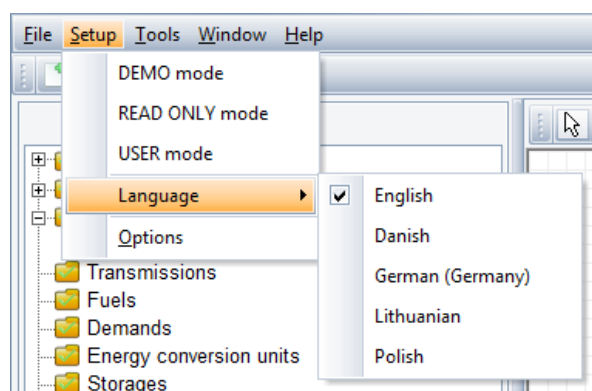 File Setup Tools Window Help
DEMO mode
READ ONLY mode
USER mode
Language
Options
English
Danish
German (Germany)
Lithuanian
Polish
Transmissions
Fuels
Demands
Energy conversion units
Storages